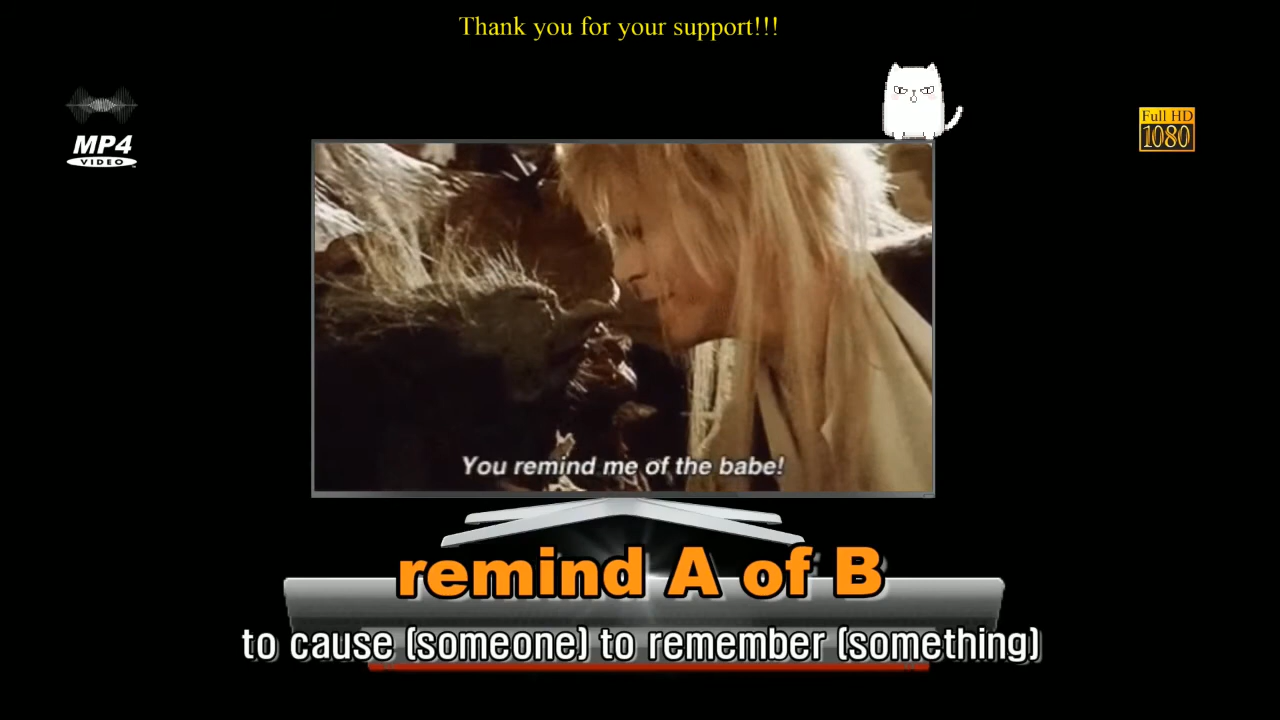 Thank you for your support!!!
MP4
VIDEO
Full HD
1080
You remind me of the babe!
remind A of B
to cause (someone) to remember (something)